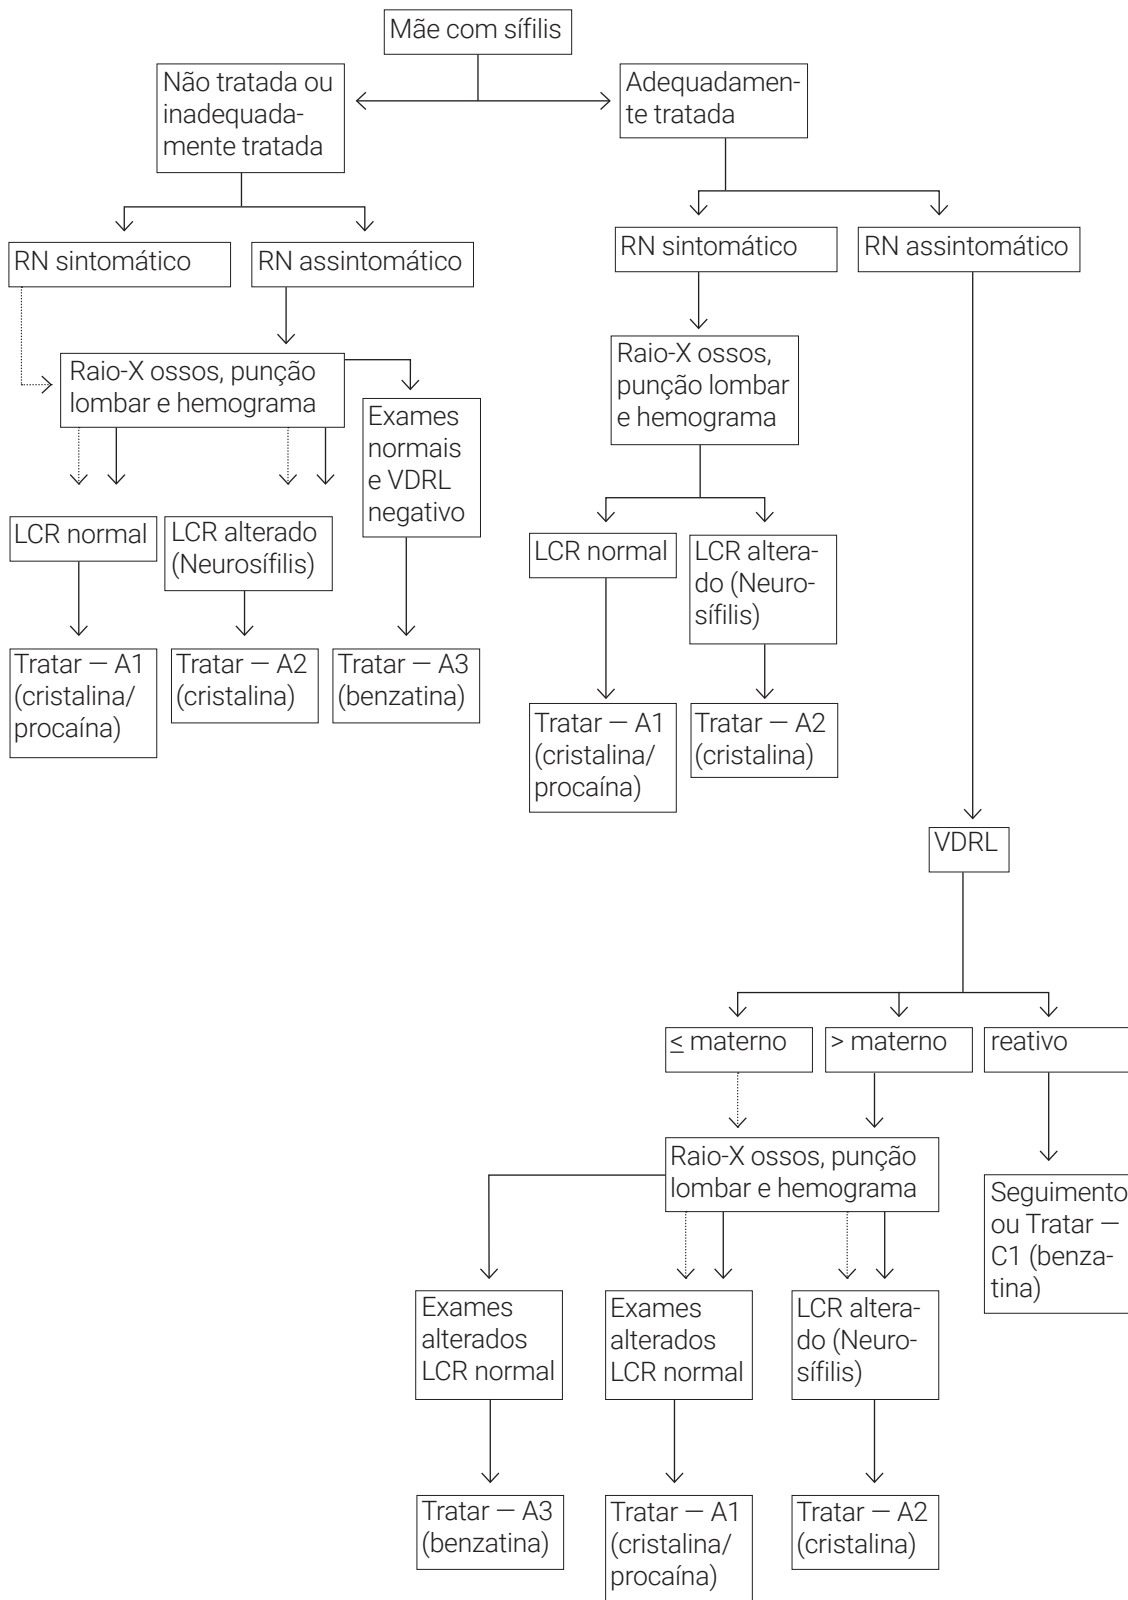 Mãe com sífilis
Não tratada ou
inadequada-
mente tratada
Adequadamen-
te tratada
RN sintomático
RN assintomático
RN sintomático
RN assintomático
Raio-X ossos, punção
lombar e hemograma
Exames
normais
e VDRL
negativo
Raio-X ossos,
punção lombar
e hemograma
LCR normal
LCR alterado
(Neurosífilis)
LCR normal
LCR altera-
do (Neuro-
sífilis)
Tratar — A1
(cristalina/
procaína)
Tratar — A2
(cristalina)
Tratar — A3
(benzatina)
Tratar — A1
(cristalina/
procaína)
Tratar — A2
(cristalina)
VDRL
≤ materno
> materno
reativo
Raio-X ossos, punção
lombar e hemograma
Seguimento
ou Tratar —
C1 (benza-
tina)
Exames
alterados
LCR normal
Exames
alterados
LCR normal
LCR altera-
do (Neuro-
sífilis)
Tratar — A3
(benzatina)
Tratar — A1
(cristalina/
procaína)
Tratar — A2
(cristalina)